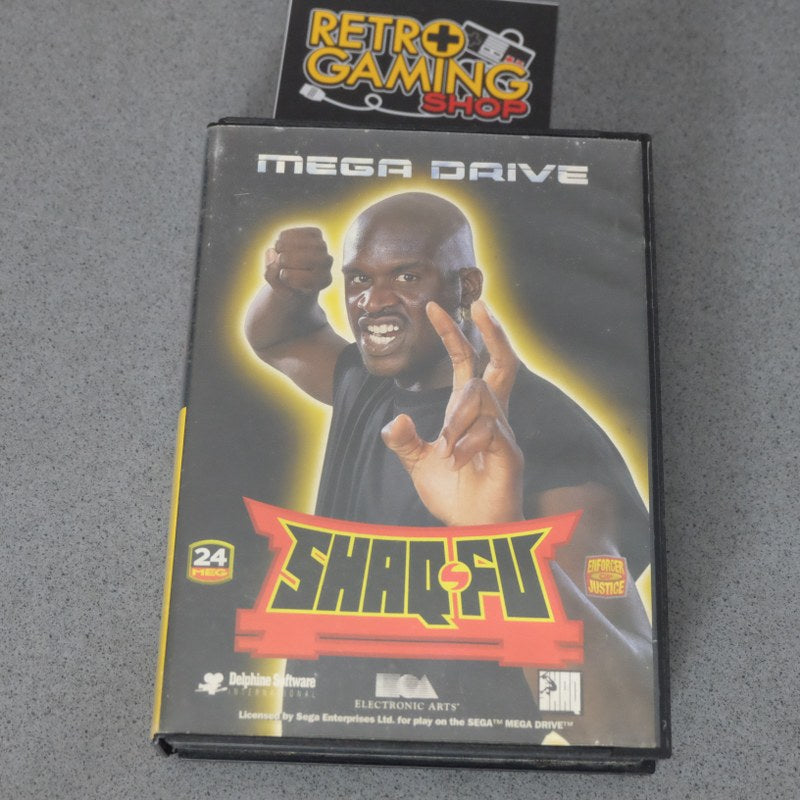 RETRO
GAMING
SHOP
MEGA DRIVE
24
MEG
SHAQ-FU
ENFORCER
OF
JUSTICE
Delphine Software
INTERNATIONAL
ELECTRONIC ARTS®
SHAQ
Licensed by Sega Enterprises Ltd. for play on the SEGA™ MEGA DRIVE™